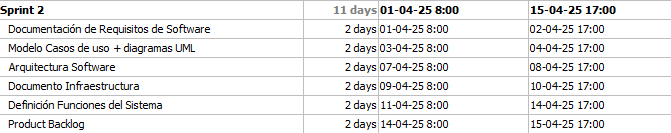 Sprint 2 11 days 01-04-25 8:00 15-04-25 17:00
Documentación de Requisitos de Software 2 days 01-04-25 8:00 02-04-25 17:00
Modelo Casos de uso + diagramas UML 2 days 03-04-25 8:00 04-04-25 17:00
Arquitectura Software 2 days 07-04-25 8:00 08-04-25 17:00
Documento Infraestructura 2 days 09-04-25 8:00 10-04-25 17:00
Definición Funciones del Sistema 2 days 11-04-25 8:00 14-04-25 17:00
Product Backlog 2 days 14-04-25 8:00 15-04-25 17:00